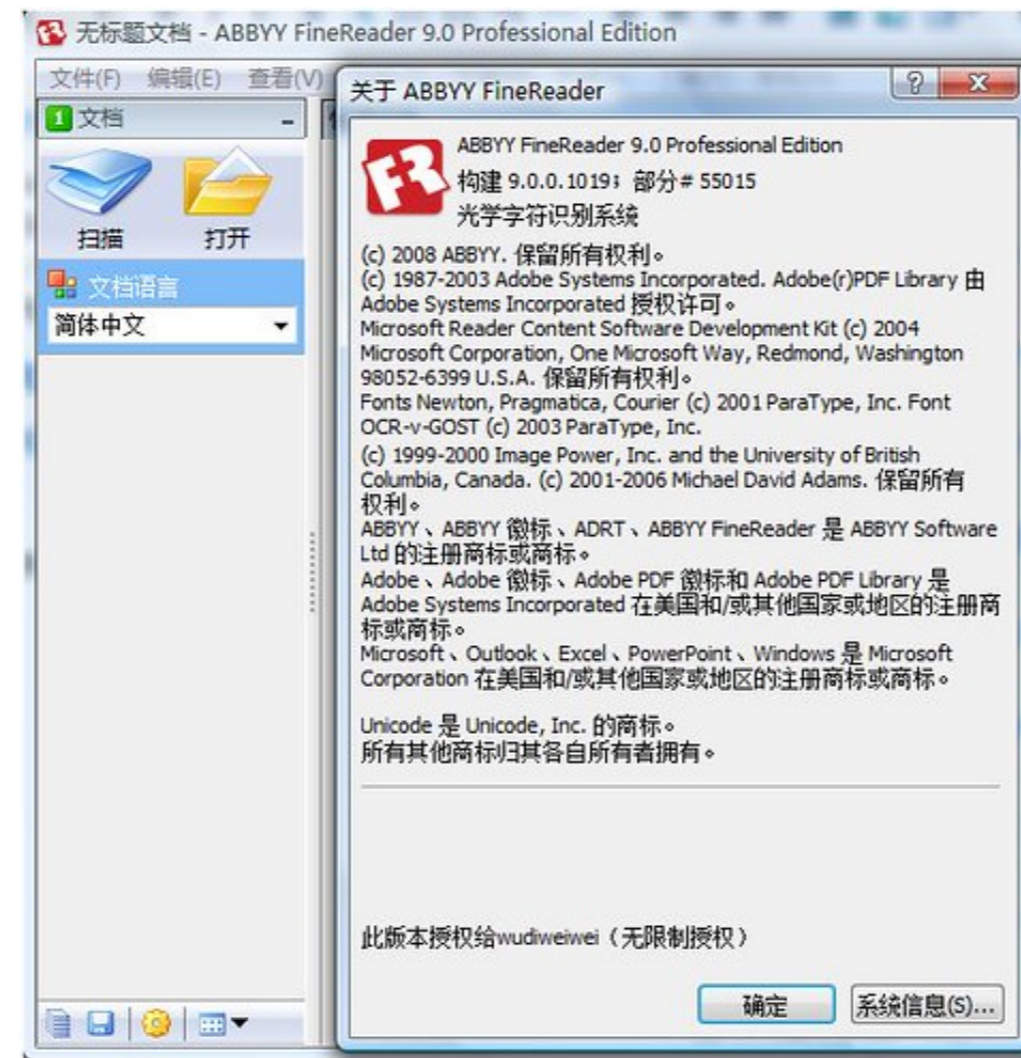 无标题文档 - ABBYY FineReader 9.0 Professional Edition
文件(F) 编辑(E) 查看(V)
1 文档
扫描 打开
文档语言
简体中文
关于 ABBYY FineReader
ABBYY FineReader 9.0 Professional Edition
构建 9.0.0.1019；部分# 55015
光学字符识别系统
(c) 2008 ABBYY. 保留所有权利。
(c) 1987-2003 Adobe Systems Incorporated. Adobe(r)PDF Library 由
Adobe Systems Incorporated 授权许可。
Microsoft Reader Content Software Development Kit (c) 2004
Microsoft Corporation, One Microsoft Way, Redmond, Washington
98052-6399 U.S.A. 保留所有权利。
Fonts Newton, Pragmatica, Courier (c) 2001 ParaType, Inc. Font
OCR-v-GOST (c) 2003 ParaType, Inc.
(c) 1999-2000 Image Power, Inc. and the University of British
Columbia, Canada. (c) 2001-2006 Michael David Adams. 保留所有
权利。
ABBYY、ABBYY 徽标、ADRT、ABBYY FineReader 是 ABBYY Software
Ltd 的注册商标或商标。
Adobe、Adobe 徽标、Adobe PDF 徽标和 Adobe PDF Library 是
Adobe Systems Incorporated 在美国和/或其他国家或地区的注册商
标或商标。
Microsoft、Outlook、Excel、PowerPoint、Windows 是 Microsoft
Corporation 在美国和/或其他国家或地区的注册商标或商标。
Unicode 是 Unicode, Inc. 的商标。
所有其他商标归其各自所有者拥有。
此版本授权给wudiweiwei（无限制授权）
确定 系统信息(S)...